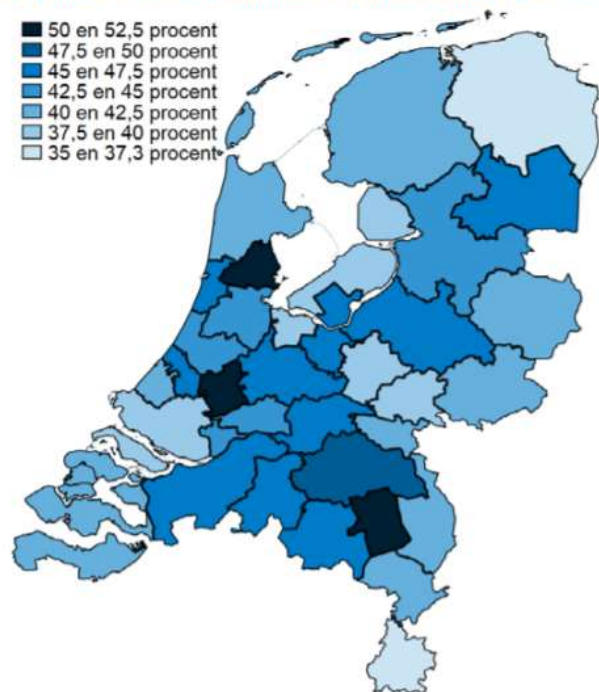 50 en 52,5 procent
47,5 en 50 procent
45 en 47,5 procent
42,5 en 45 procent
40 en 42,5 procent
37,5 en 40 procent
35 en 37,3 procent